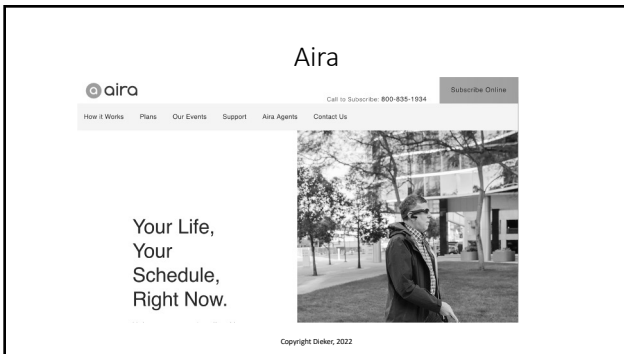 Aira
aira
Call to Subscribe: 800-835-1934
Subscribe Online
How it Works Plans Our Events Support Aira Agents Contact Us
Your Life,
Your
Schedule,
Right Now.
Copyright Dieker, 2022